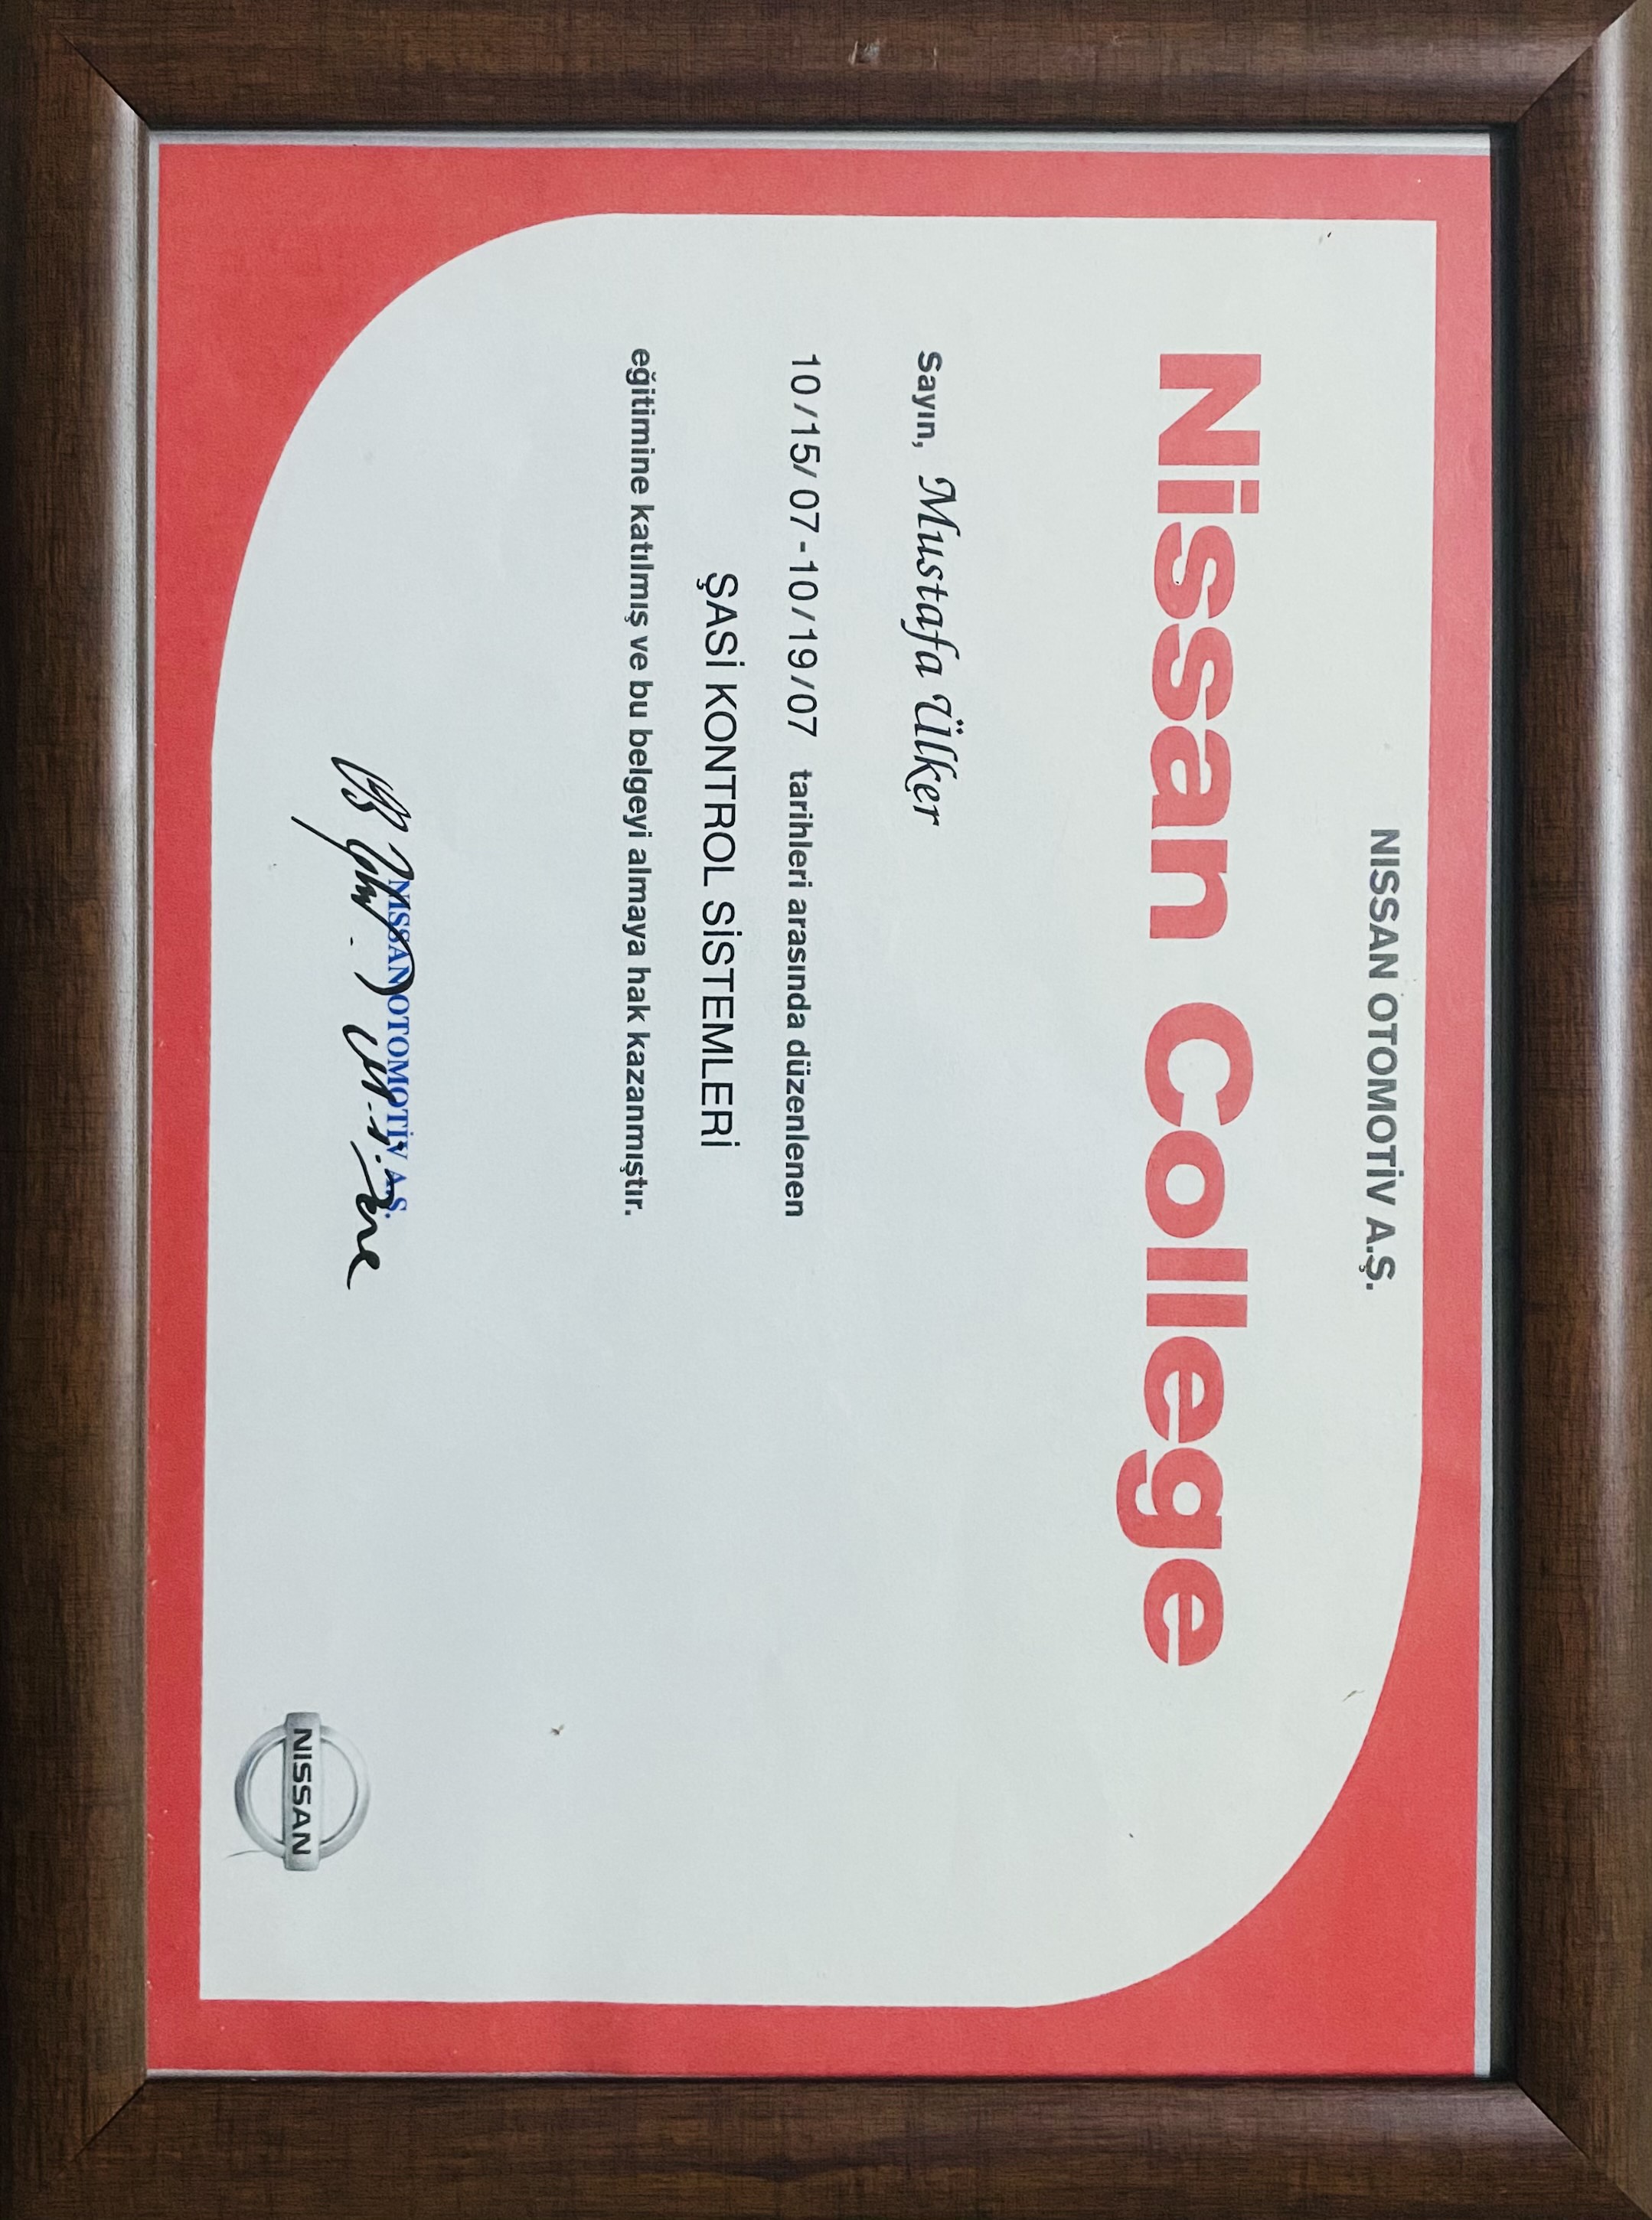 NISSAN OTOMOTİV A.Ş.
Nissan College
Sayın, Mustafa Ülker
10/15/07-10/19/07 tarihleri arasında düzenlenen
ŞASİ KONTROL SİSTEMLERİ
eğitimine katılmış ve bu belgeyi almaya hak kazanmıştır.
NISSAN OTOMOTİV A.Ş.
NISSAN